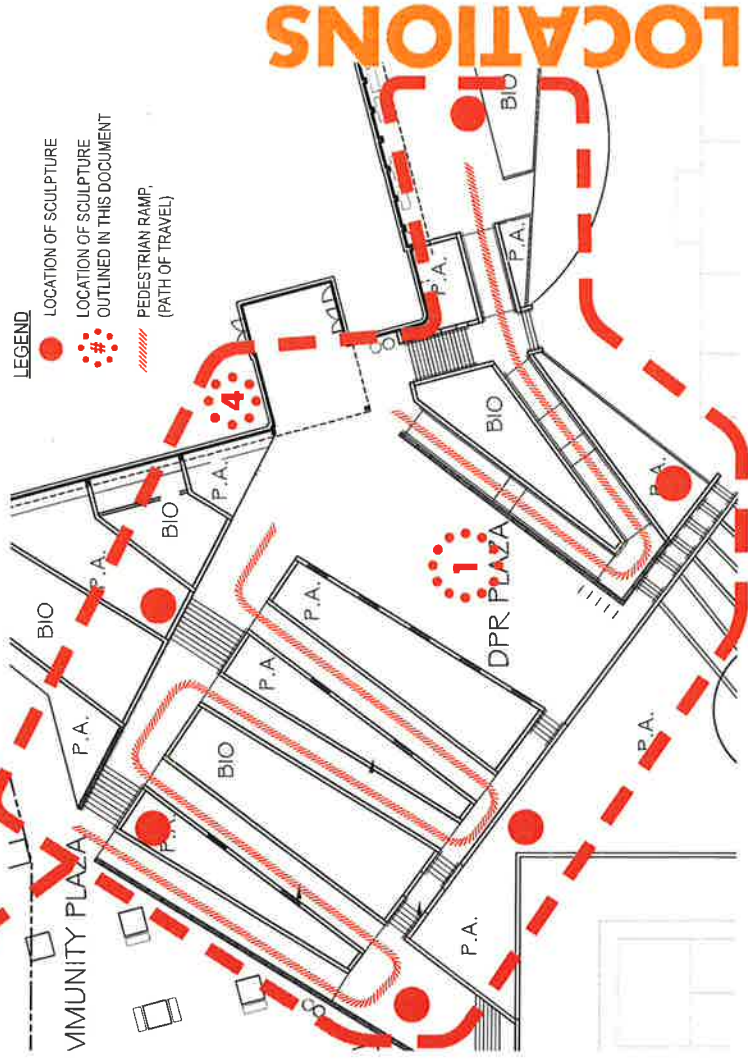 LOCATIONS
LEGEND
LOCATION OF SCULPTURE
#
LOCATION OF SCULPTURE
OUTLINED IN THIS DOCUMENT
PEDESTRIAN RAMP,
(PATH OF TRAVEL)
BIO
P.A.
P.A.
4
BIO
P.A.
P.A.
BIO
P.A.
BIO
P.A.
1
DPR PLAZA
P.A.
P.A.
BIO
P.A.
P.A.
MMUNITY PLAZA
P.A.
P.A.